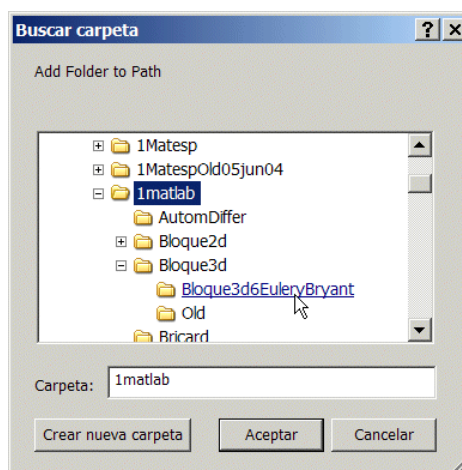 Buscar carpeta
Add Folder to Path
1Matesp
1MatespOld05jun04
1matlab
AutomDiffer
Bloque2d
Bloque3d
Bloque3d6EuleryBryant
Old
Bricard
Carpeta: 1matlab
Crear nueva carpeta Aceptar Cancelar